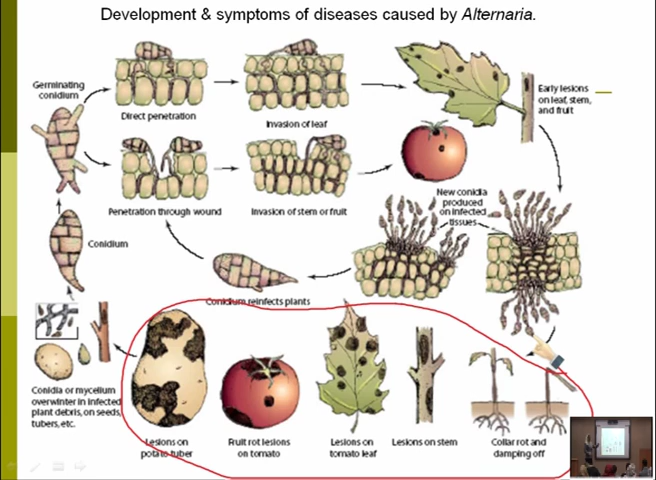 Development & symptoms of diseases caused by Alternaria.
Germinating
conidium
Direct penetration
Invasion of leaf
Early lesions
on leaf, stem,
and fruit
Penetration through wound
Invasion of stem or fruit
New conidia
produced
on infected
tissues
Conidium
Conidium reinfects plants
Conidia or mycelium
overwinter in infected
plant debris, on seeds,
tubers, etc.
Lesions on
potato tuber
Fruit rot lesions
on tomato
Lesions on
tomato leaf
Lesions on stem
Collar rot and
damping off